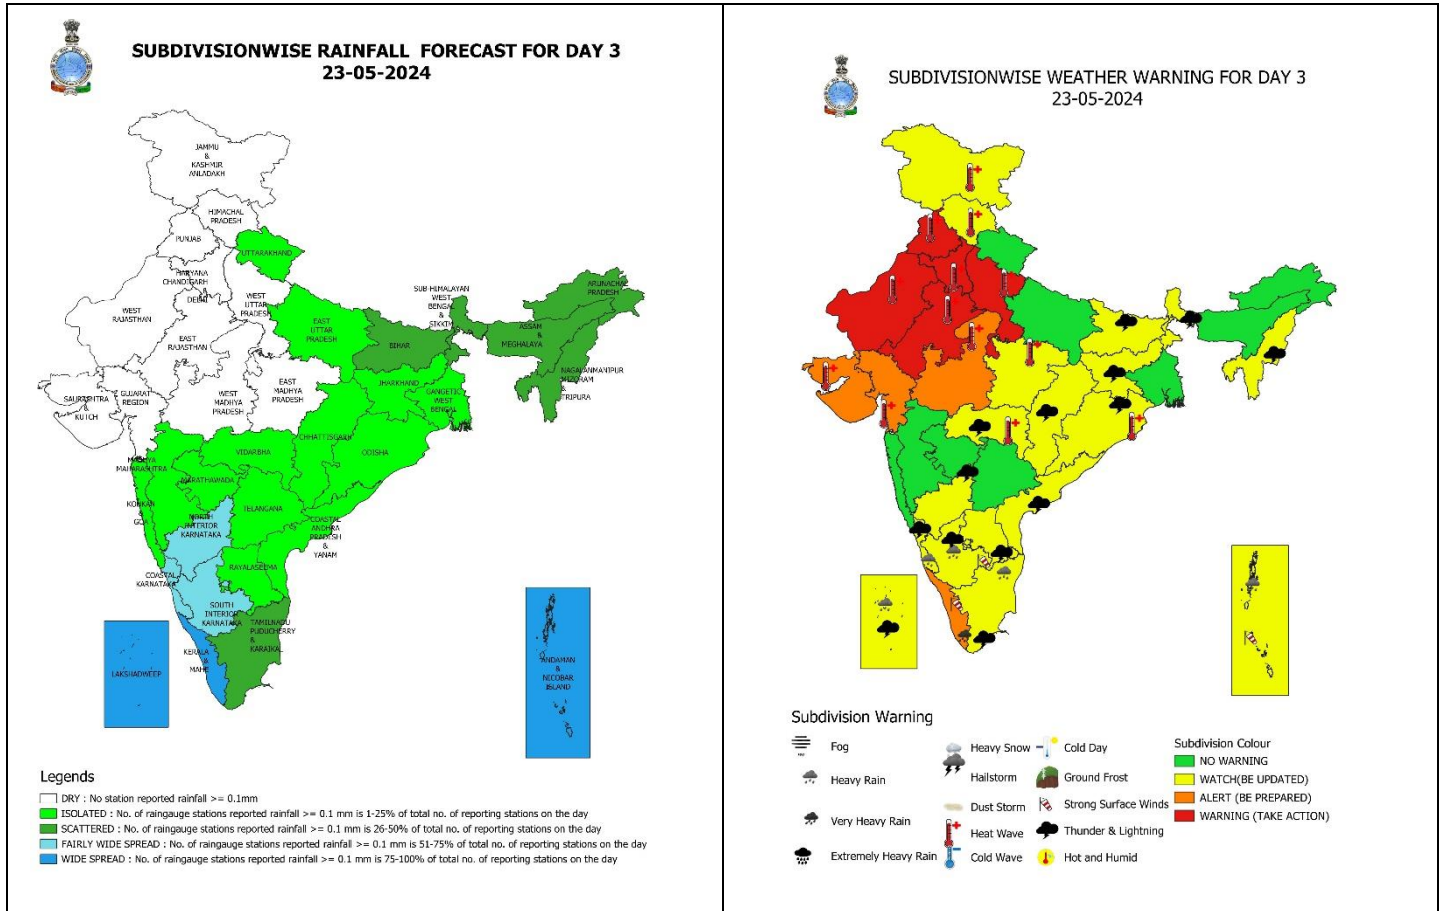 SUBDIVISIONWISE RAINFALL FORECAST FOR DAY 3
23-05-2024
JAMMU
&
KASHMIR
ANLADAKH
HIMACHAL
PRADESH
PUNJAB
UTTARAKHAND
HARYANA
CHANDIGARH
DELHI
WEST
UTTAR
PRADESH
WEST
RAJASTHAN
EAST
RAJASTHAN
EAST
UTTAR
PRADESH
BIHAR
SUB-HIMALAYAN
WEST
BENGAL
&
SIKKIM
ARUNACHAL
PRADESH
ASSAM
&
MEGHALAYA
NAGALANMANIPUR
MIZORAM
&
TRIPURA
JHARKHAND
GANGETIC
WEST
BENGAL
SAURASHTRA
&
KUTCH
GUJARAT
REGION
WEST
MADHYA
PRADESH
EAST
MADHYA
PRADESH
CHHATTISGARH
ODISHA
VIDARBHA
MADHYA
MAHARASHTRA
MARATHAWADA
KONKAN
&
GOA
NORTH
INTERIOR
KARNATAKA
TELANGANA
COASTAL
ANDHRA
PRADESH
&
YANAM
RAYALASEEMA
COASTAL
KARNATAKA
SOUTH
INTERIOR
KARNATAKA
TAMILNADU
PUDUCHERRY
&
KARAIKAL
KERALA
&
MAHE
LAKSHADWEEP
ANDAMAN
&
NICOBAR
ISLAND
Legends
DRY : No station reported rainfall >= 0.1mm
ISOLATED : No. of raingauge stations reported rainfall >= 0.1 mm is 1-25% of total no. of reporting stations on the day
SCATTERED : No. of raingauge stations reported rainfall >= 0.1 mm is 26-50% of total no. of reporting stations on the day
FAIRLY WIDE SPREAD : No. of raingauge stations reported rainfall >= 0.1 mm is 51-75% of total no. of reporting stations on the day
WIDE SPREAD : No. of raingauge stations reported rainfall >= 0.1 mm is 75-100% of total no. of reporting stations on the day
SUBDIVISIONWISE WEATHER WARNING FOR DAY 3
23-05-2024
Subdivision Warning
Fog
Heavy Rain
Very Heavy Rain
Extremely Heavy Rain
Heavy Snow
Hailstorm
Dust Storm
Heat Wave
Cold Wave
Cold Day
Ground Frost
Strong Surface Winds
Thunder & Lightning
Hot and Humid
Subdivision Colour
NO WARNING
WATCH(BE UPDATED)
ALERT (BE PREPARED)
WARNING (TAKE ACTION)